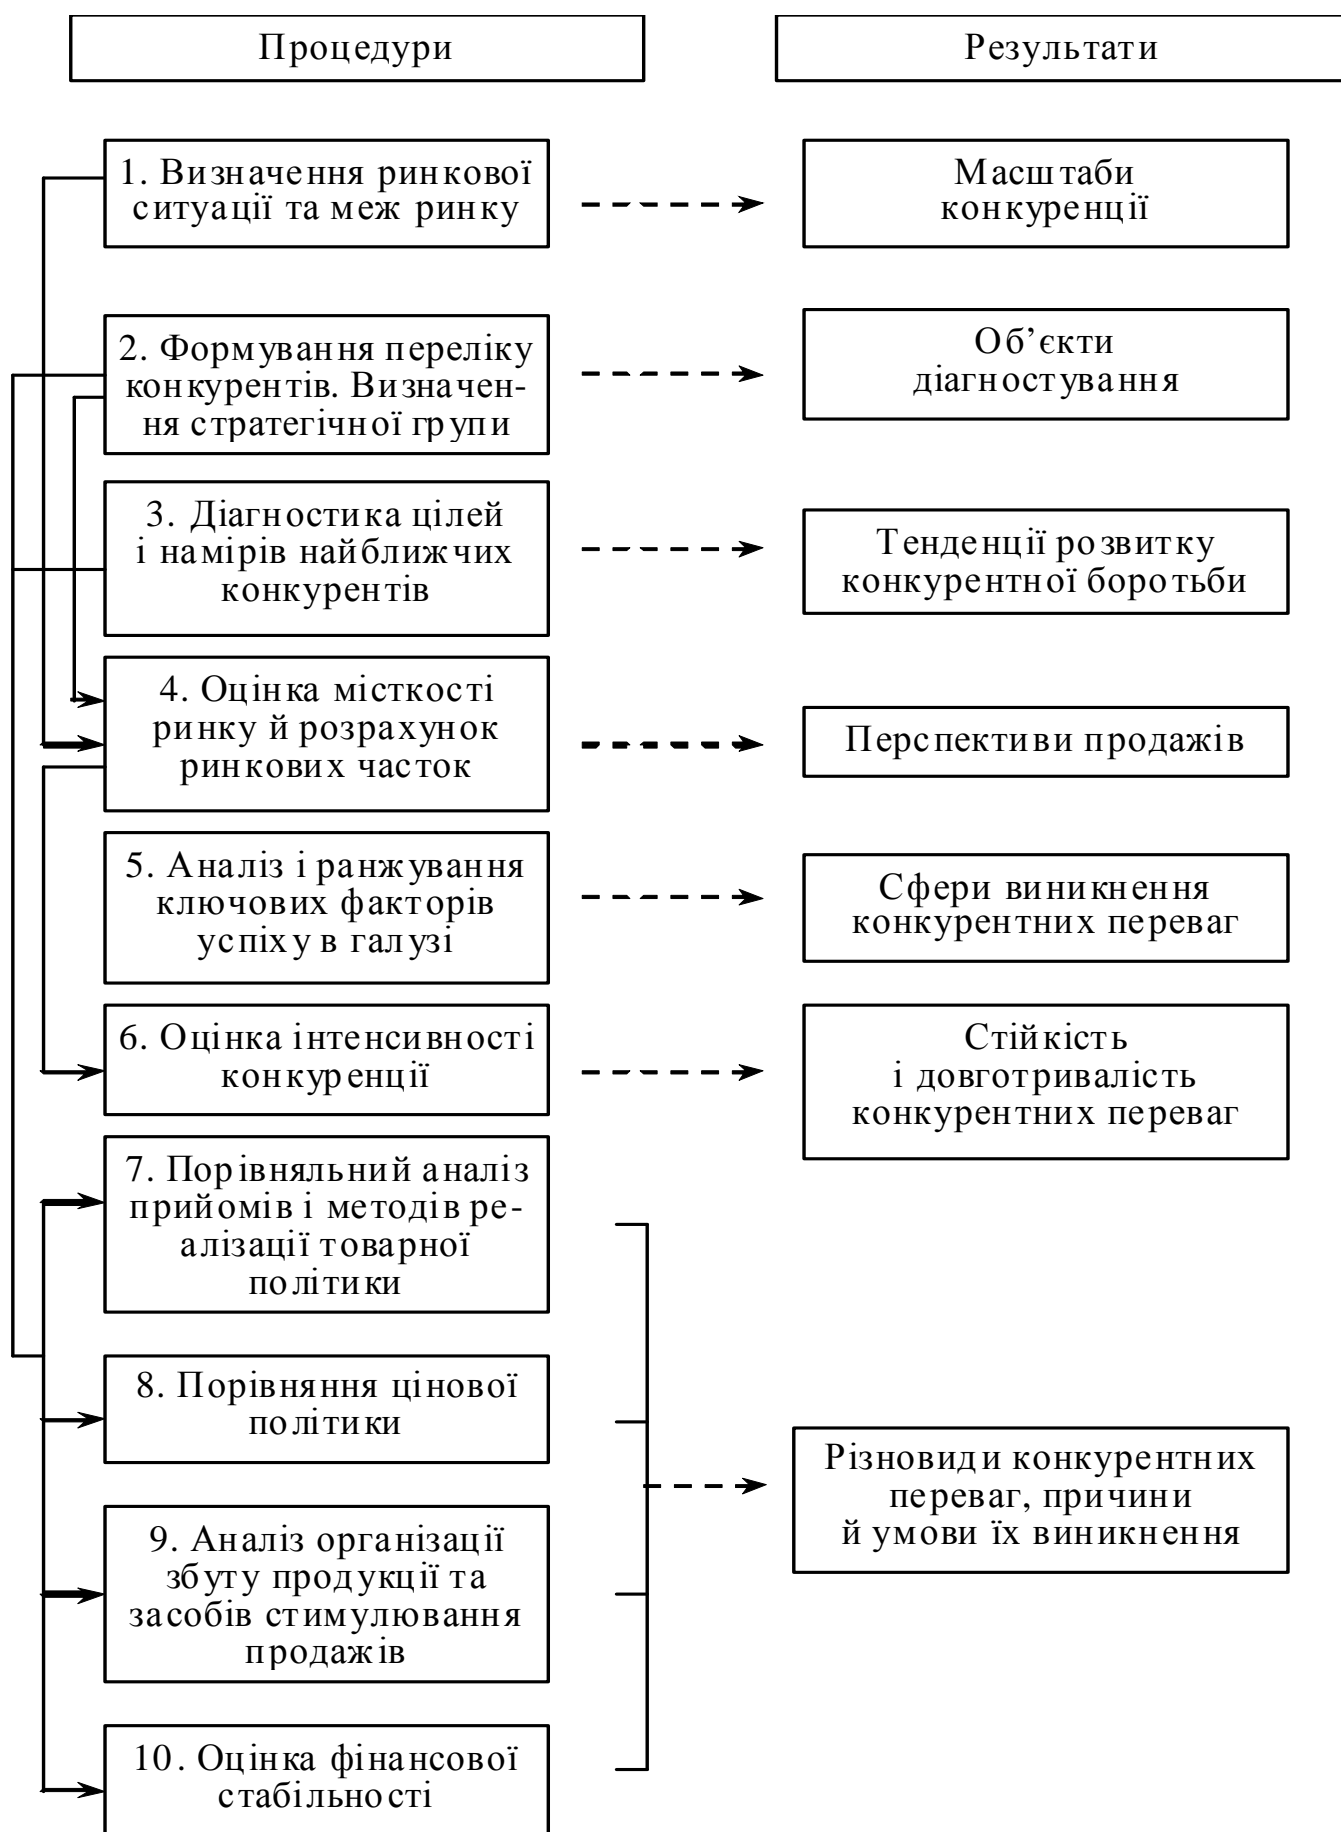 Процедури
Результати
1. Визначення ринкової
ситуації та меж ринку
Масштаби
конкуренції
2. Формування переліку
конкурентів. Визначен-
ня стратегічної групи
Об’єкти
діагностування
3. Діагностика цілей
і намірів найближчих
конкурентів
Тенденції розвитку
конкурентної боротьби
4. Оцінка місткості
ринку й розрахунок
ринкових часток
Перспективи продажів
5. Аналіз і ранжування
ключових факторів
успіху в галузі
Сфери виникнення
конкурентних переваг
6. Оцінка інтенсивності
конкуренції
Стійкість
і довготривалість
конкурентних переваг
7. Порівняльний аналіз
прийомів і методів ре-
алізації товарної
політики
8. Порівняння цінової
політики
9. Аналіз організації
збуту продукції та
засобів стимулювання
продажів
10. Оцінка фінансової
стабільності
Різновиди конкурентних
переваг, причини
й умови їх виникнення